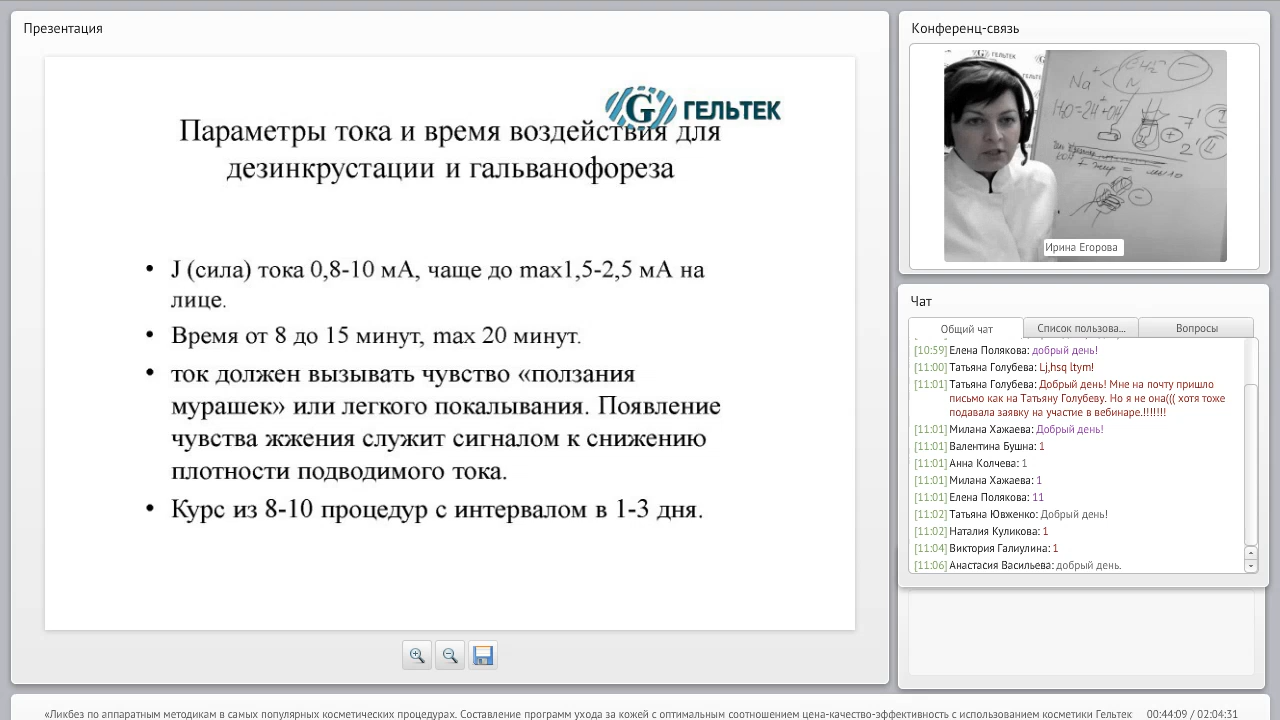 Презентация
ГЕЛЬТЕК
Параметры тока и время воздействия для
дезинкрустации и гальванофореза
• J (сила) тока 0,8-10 мА, чаще до max1,5-2,5 мА на
лице.
• Время от 8 до 15 минут, max 20 минут.
• ток должен вызывать чувство «ползания
мурашек» или легкого покалывания. Появление
чувства жжения служит сигналом к снижению
плотности подводимого тока.
• Курс из 8-10 процедур с интервалом в 1-3 дня.
Конференц-связь
Na
Ирина Егорова
Чат
Общий чат
Список пользова...
Вопросы
[10:59] Елена Полякова: добрый день!
[11:00] Татьяна Голубева: Lj,hsq ltym!
[11:01] Татьяна Голубева: Добрый день! Мне на почту пришло
письмо как на Татьяну Голубеву. Но я не она((( хотя тоже
подавала заявку на участие в вебинаре.!!!!!!!
[11:01] Милана Хажаева: Добрый день!
[11:01] Валентина Бушна: 1
[11:01] Анна Колчева: 1
[11:01] Милана Хажаева: 1
[11:01] Елена Полякова: 11
[11:02] Татьяна Ювженко: Добрый день!
[11:02] Наталия Куликова: 1
[11:04] Виктория Галиулина: 1
[11:06] Анастасия Васильева: добрый день.
«Ликбез по аппаратным методикам в самых популярных косметических процедурах. Составление программ ухода за кожей с оптимальным соотношением цена-качество-эффективность с использованием косметики Гельтек 00:44:09 / 02:04:31